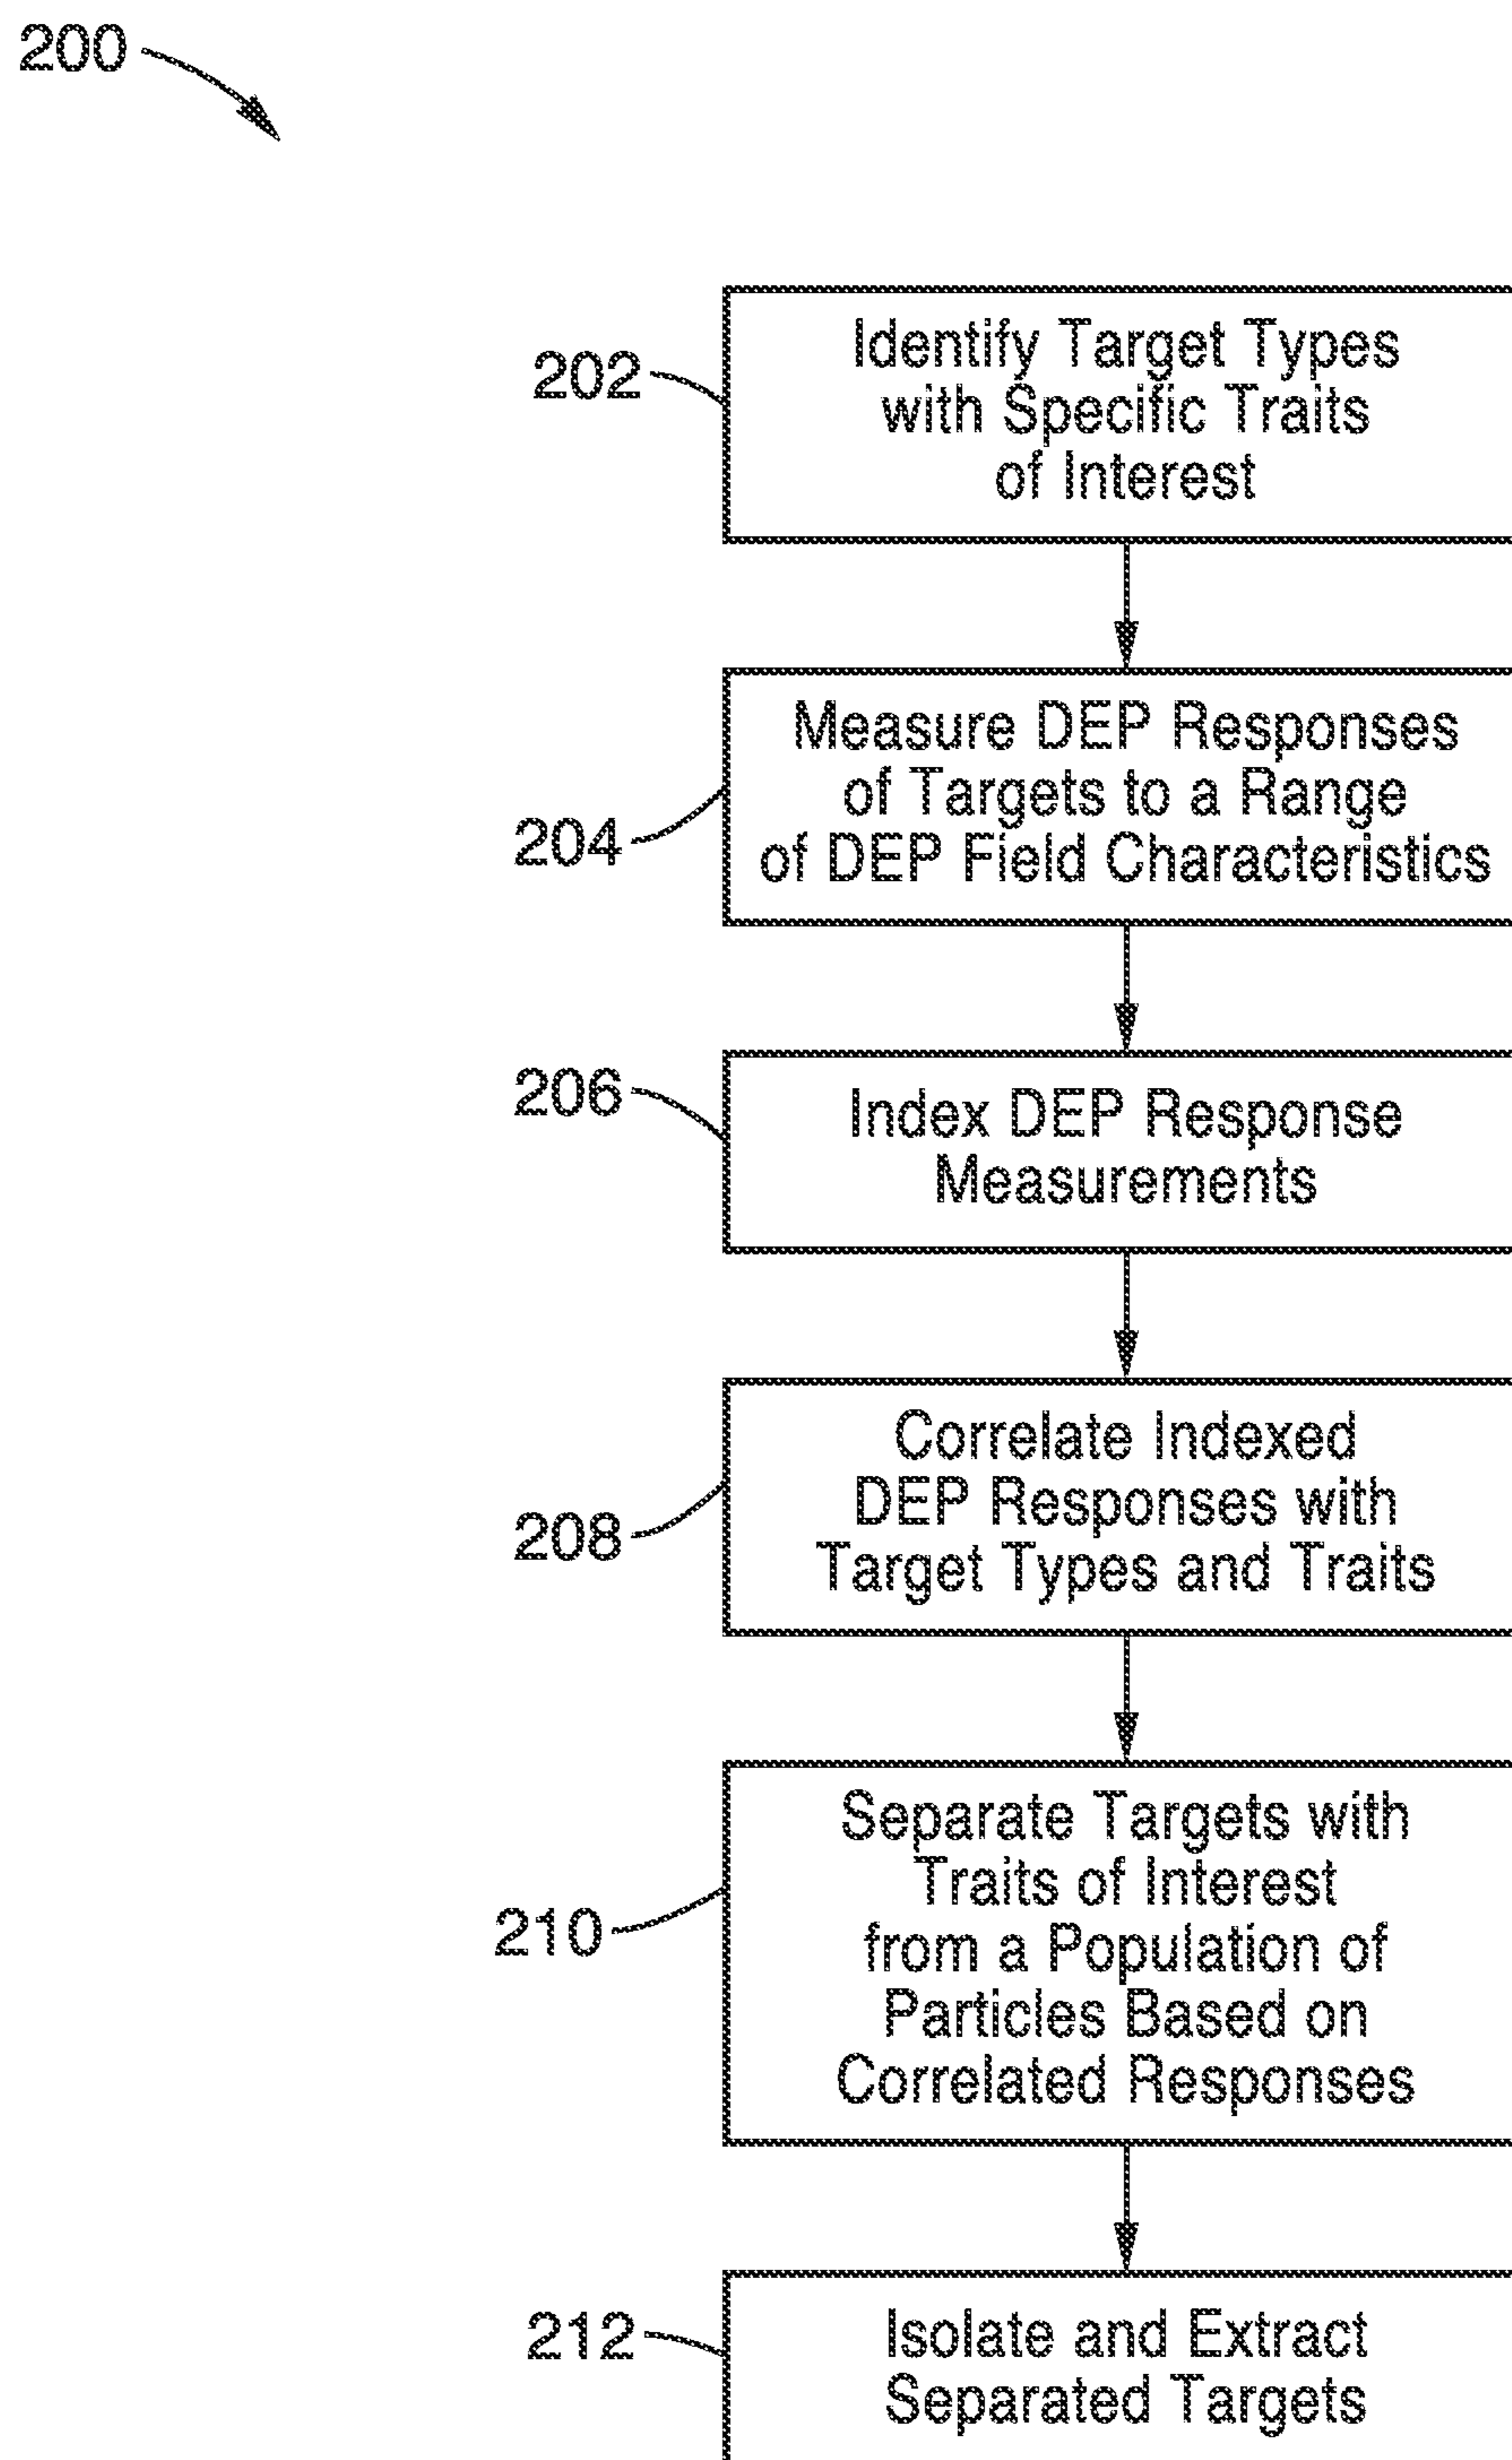 200
202
Identify Target Types
with Specific Traits
of Interest
204
Measure DEP Responses
of Targets to a Range
of DEP Field Characteristics
206
Index DEP Response
Measurements
208
Correlate Indexed
DEP Responses with
Target Types and Traits
210
Separate Targets with
Traits of Interest
from a Population of
Particles Based on
Correlated Responses
212
Isolate and Extract
Separated Targets